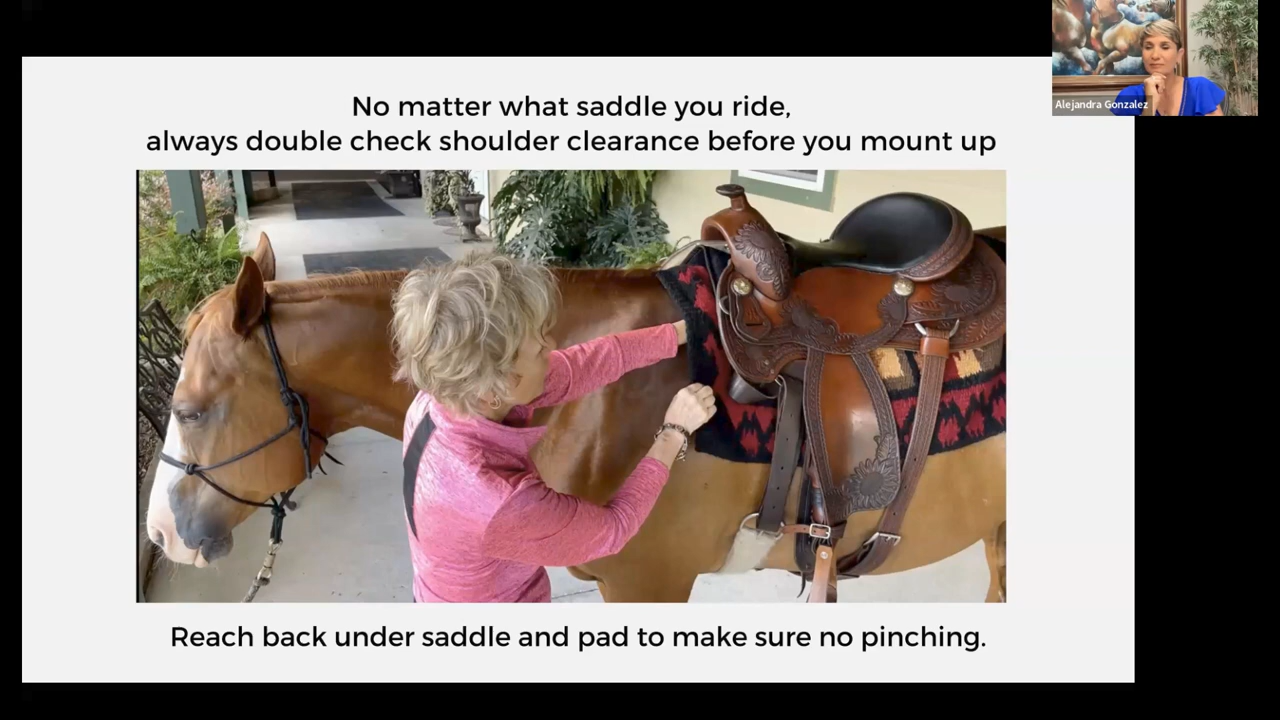 No matter what saddle you ride,
always double check shoulder clearance before you mount up
Alejandra Gonzalez
Reach back under saddle and pad to make sure no pinching.